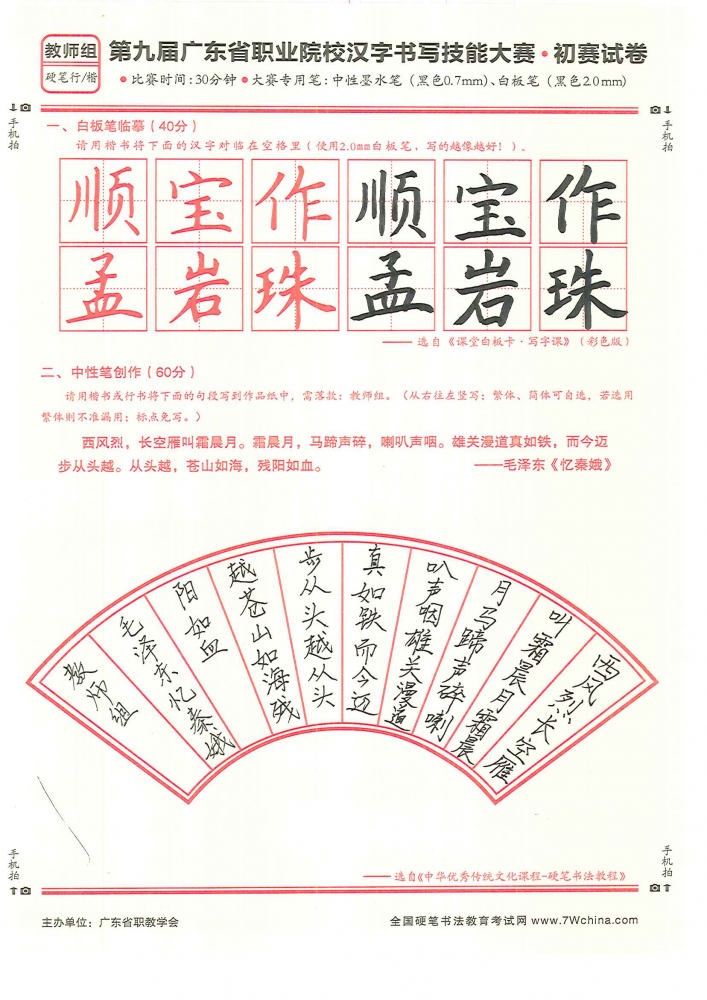 教师组
硬笔行/楷
第九届广东省职业院校汉字书写技能大赛·初赛试卷
•比赛时间:30分钟•大赛专用笔:中性墨水笔(黑色0.7mm)、白板笔(黑色2.0mm)
手机拍
手机拍
一、白板笔临摹(40分)
请用楷书将下面的汉字对临在空格里(使用2.0mm白板笔,写的越像越好!)。
顺宝作顺宝作
孟岩珠孟岩珠
——选自《课堂白板卡·写字课》(彩色版)
二、中性笔创作(60分)
请用楷书或行书将下面的句段写到作品纸中,需落款:教师组。(从右往左竖写;繁体、简体可自选,若选用
繁体则不准漏用;标点免写。)
西风烈,长空雁叫霜晨月。霜晨月,马蹄声碎,喇叭声咽。雄关漫道真如铁,而今迈
步从头越。从头越,苍山如海,残阳如血。 ——毛泽东《忆秦娥》
西风烈长空雁
叫霜晨月霜晨
月马蹄声碎喇
叭声咽雄关漫道
真如铁而今迈
步从头越从头
越苍山如海残
阳如血
毛泽东忆秦娥
教师组
手机拍
手机拍
——选自《中华优秀传统文化课程-硬笔书法教程》
主办单位:广东省职教学会
全国硬笔书法教育考试网 www.7Wchina.com